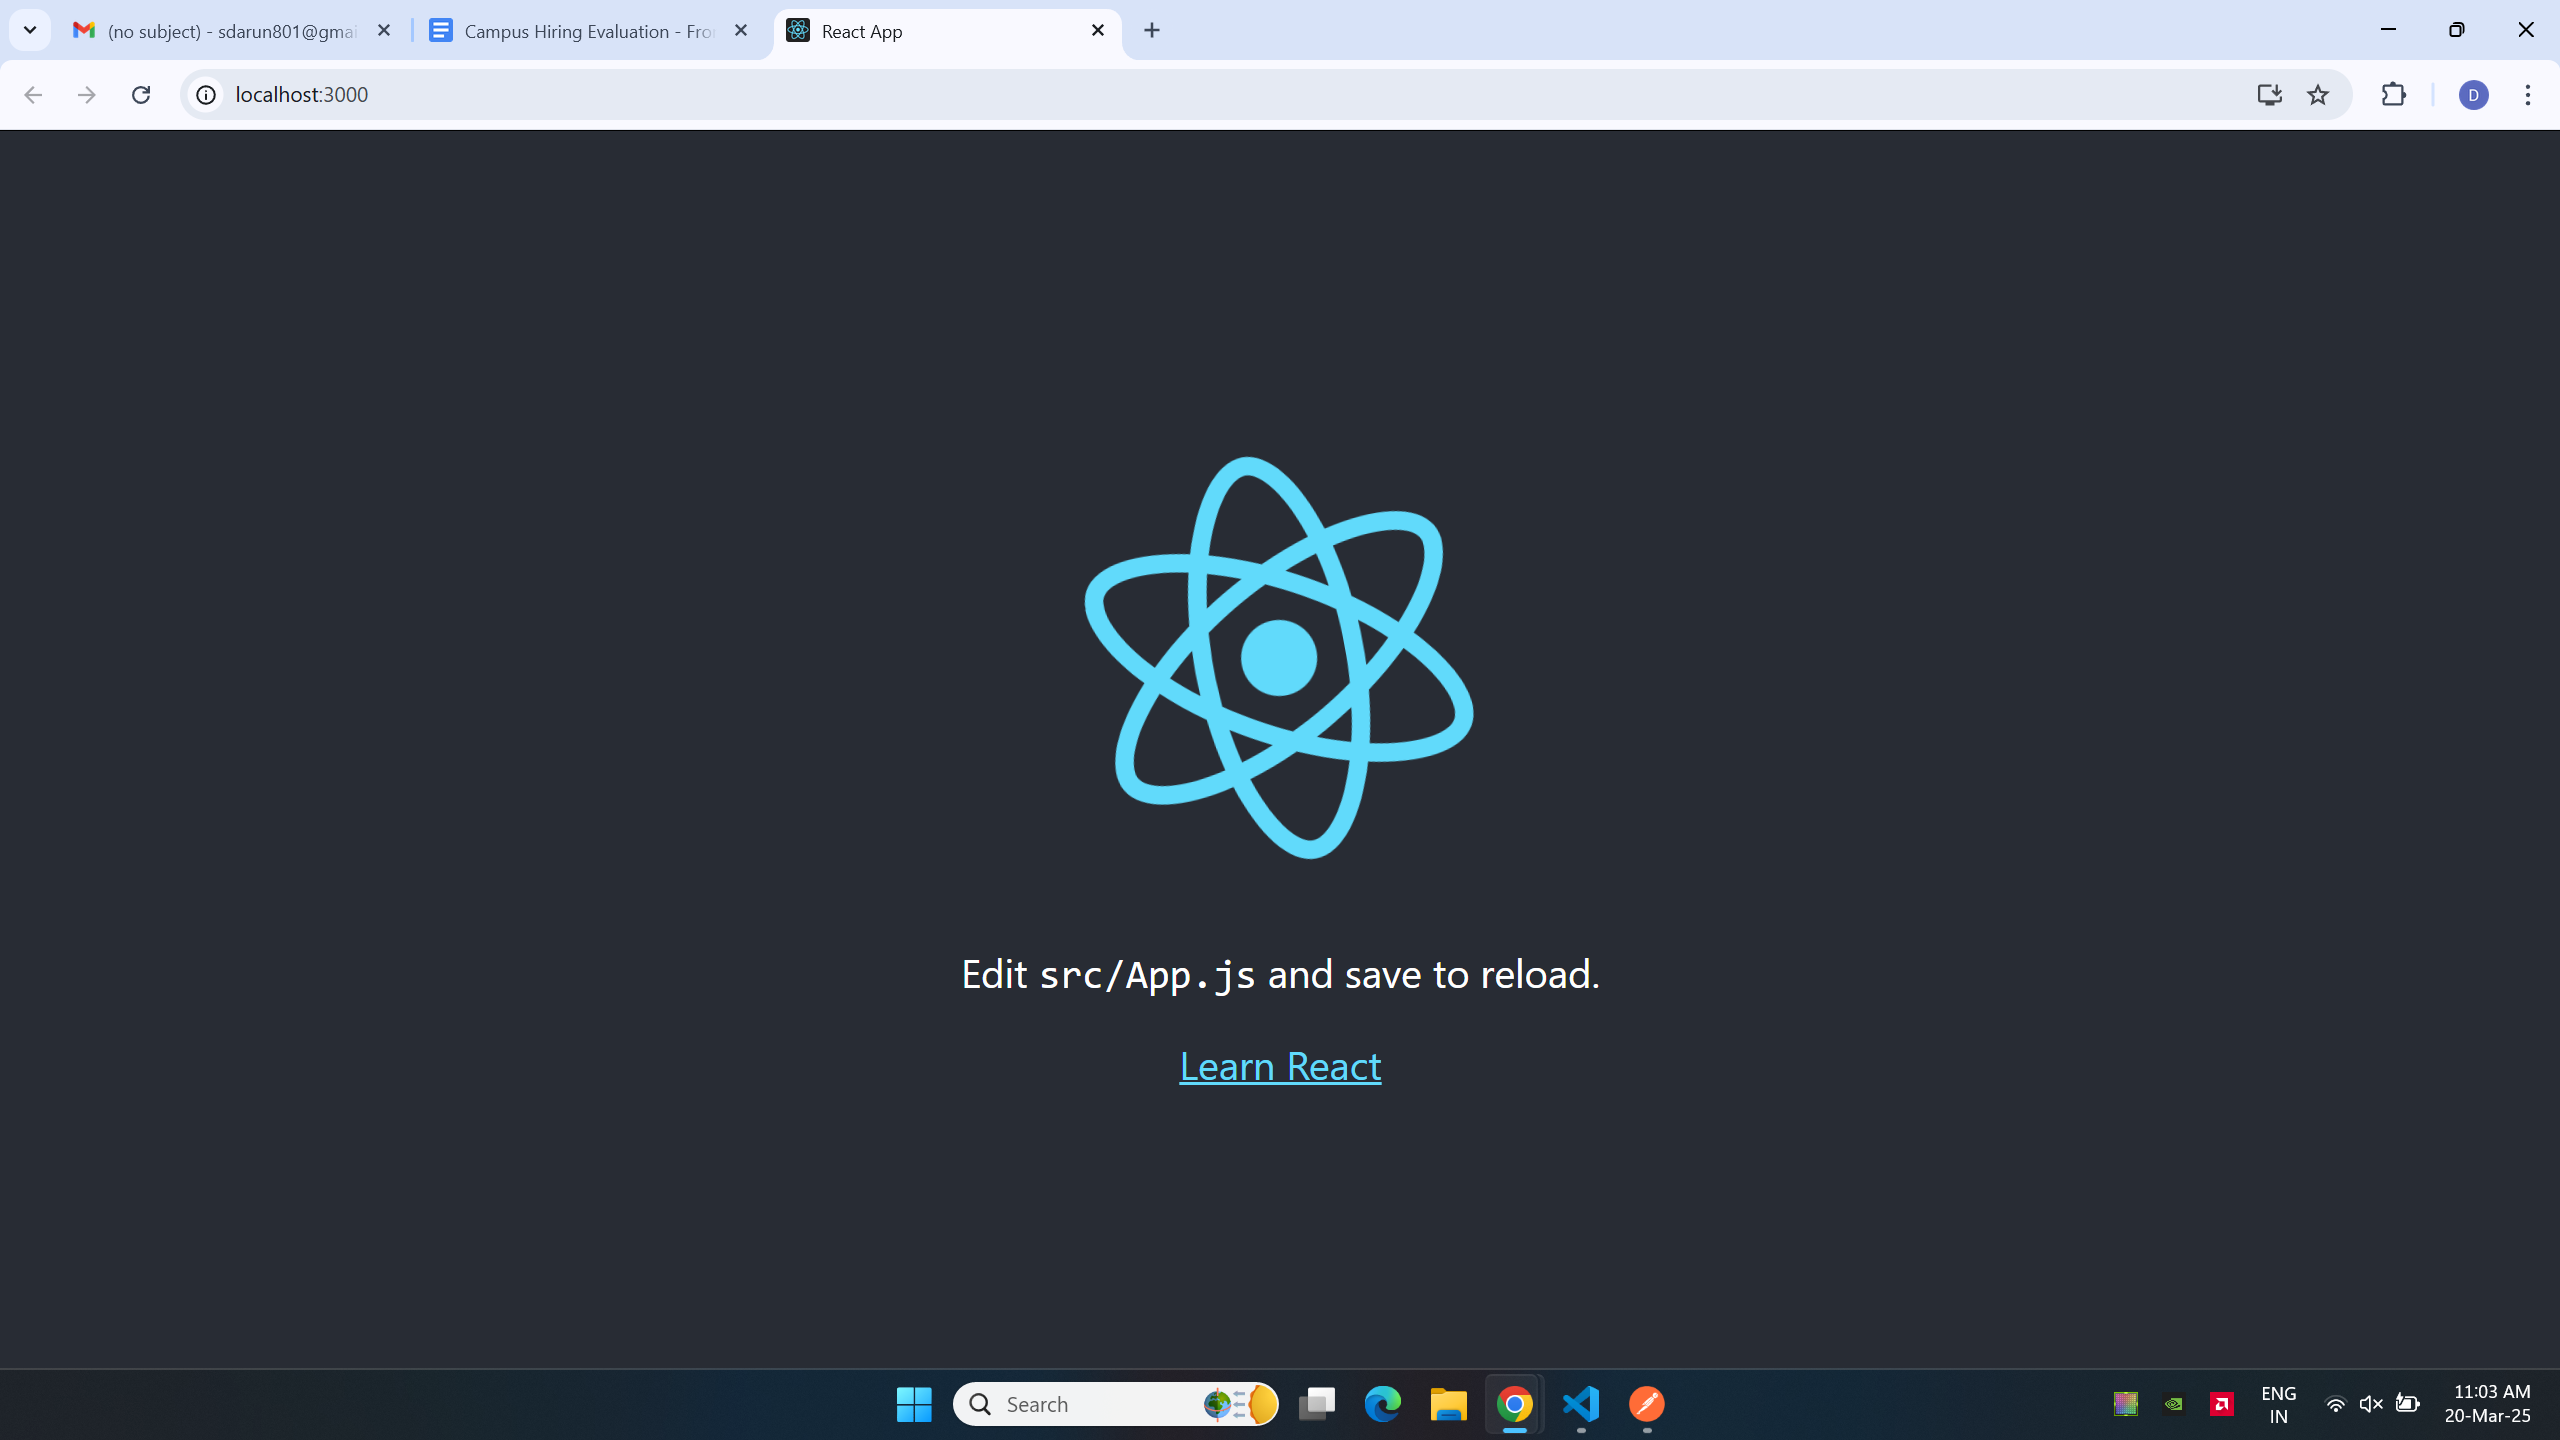 (no subject) - sdarun801@gmai
Campus Hiring Evaluation - Fro
React App
localhost:3000
D
Edit src/App.js and save to reload.
Learn React
Search
ENG
IN
11:03 AM
20-Mar-25